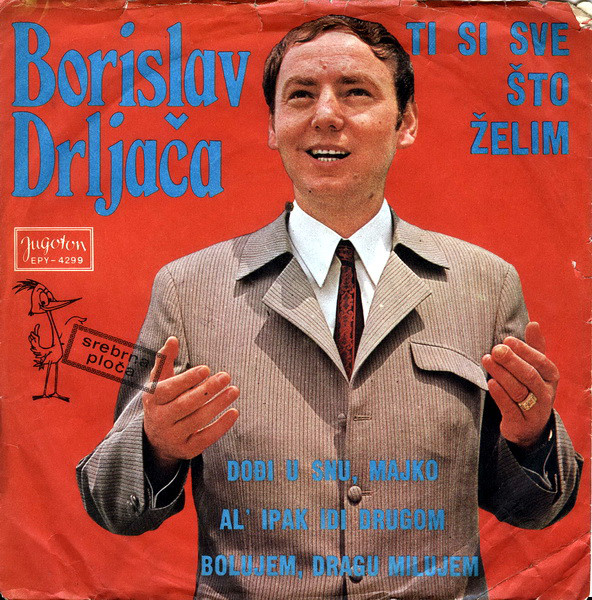 Borislav
Drljača
TI SI SVE
ŠTO
ŽELIM
Jugoton
EPY-4299
srebrna
ploča
DOĐI U SNU, MAJKO
AL' IPAK IDI DRUGOM
BOLUJEM, DRAGU MILUJEM